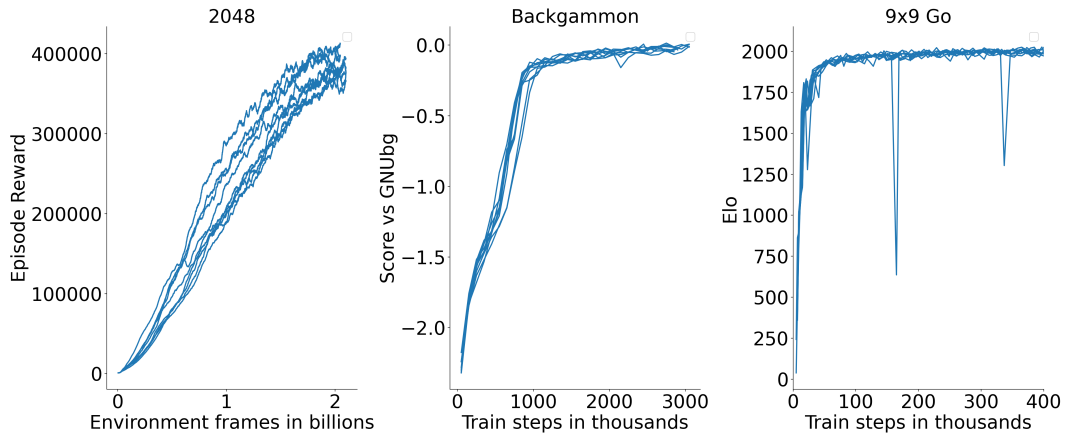 2048
Episode Reward
400000
300000
200000
100000
0
0 1 2
Environment frames in billions
Backgammon
Score vs GNUbg
0.0
−0.5
−1.0
−1.5
−2.0
0 1000 2000 3000
Train steps in thousands
9x9 Go
Elo
2000
1750
1500
1250
1000
750
500
250
0
0 100 200 300 400
Train steps in thousands